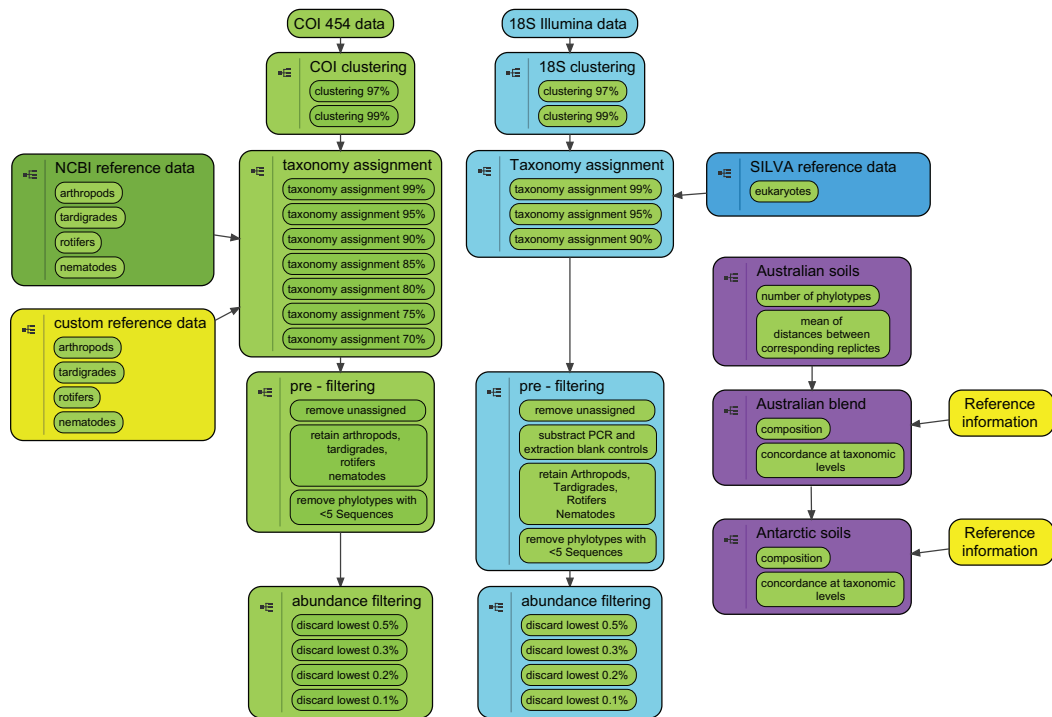 COI 454 data
COI clustering
clustering 97%
clustering 99%
NCBI reference data
arthropods
tardigrades
rotifers
nematodes
custom reference data
arthropods
tardigrades
rotifers
nematodes
taxonomy assignment
taxonomy assignment 99%
taxonomy assignment 95%
taxonomy assignment 90%
taxonomy assignment 85%
taxonomy assignment 80%
taxonomy assignment 75%
taxonomy assignment 70%
pre - filtering
remove unassigned
retain arthropods,
tardigrades,
rotifers
nematodes
remove phylotypes with
<5 Sequences
abundance filtering
discard lowest 0.5%
discard lowest 0.3%
discard lowest 0.2%
discard lowest 0.1%
18S Illumina data
18S clustering
clustering 97%
clustering 99%
Taxonomy assignment
taxonomy assignment 99%
taxonomy assignment 95%
taxonomy assignment 90%
SILVA reference data
eukaryotes
pre - filtering
remove unassigned
substract PCR and
extraction blank controls
retain Arthropods,
Tardigrades,
Rotifers
Nematodes
remove phylotypes with
<5 Sequences
abundance filtering
discard lowest 0.5%
discard lowest 0.3%
discard lowest 0.2%
discard lowest 0.1%
Australian soils
number of phylotypes
mean of
distances between
corresponding replictes
Australian blend
composition
concordance at taxonomic
levels
Reference
information
Antarctic soils
composition
concordance at taxonomic
levels
Reference
information